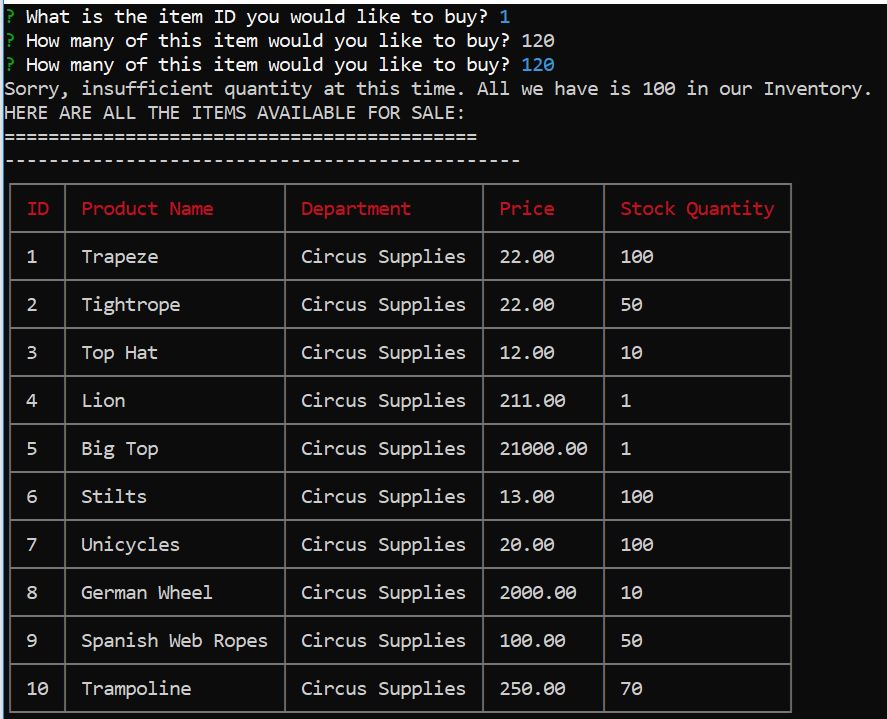 ? What is the item ID you would like to buy? 1
? How many of this item would you like to buy? 120
? How many of this item would you like to buy? 120
Sorry, insufficient quantity at this time. All we have is 100 in our Inventory.
HERE ARE ALL THE ITEMS AVAILABLE FOR SALE:
===========================================
-----------------------------------------------
ID Product Name Department Price Stock Quantity
1 Trapeze Circus Supplies 22.00 100
2 Tightrope Circus Supplies 22.00 50
3 Top Hat Circus Supplies 12.00 10
4 Lion Circus Supplies 211.00 1
5 Big Top Circus Supplies 21000.00 1
6 Stilts Circus Supplies 13.00 100
7 Unicycles Circus Supplies 20.00 100
8 German Wheel Circus Supplies 2000.00 10
9 Spanish Web Ropes Circus Supplies 100.00 50
10 Trampoline Circus Supplies 250.00 70